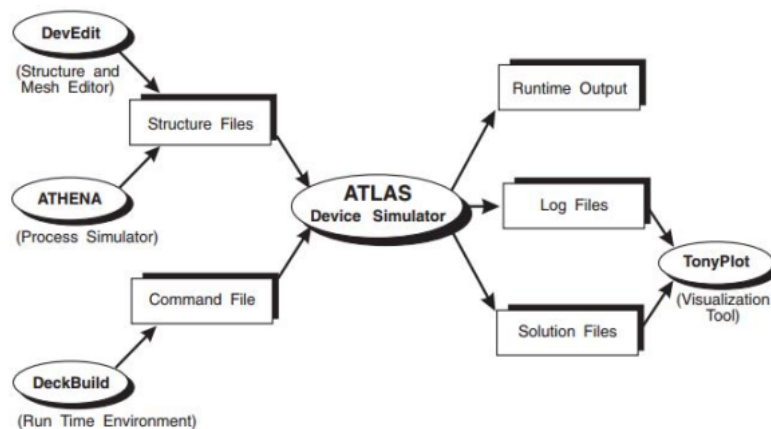 DevEdit
(Structure and
Mesh Editor)
Structure Files
ATHENA
(Process Simulator)
Command File
DeckBuild
(Run Time Environment)
ATLAS
Device Simulator
Runtime Output
Log Files
Solution Files
TonyPlot
(Visualization
Tool)